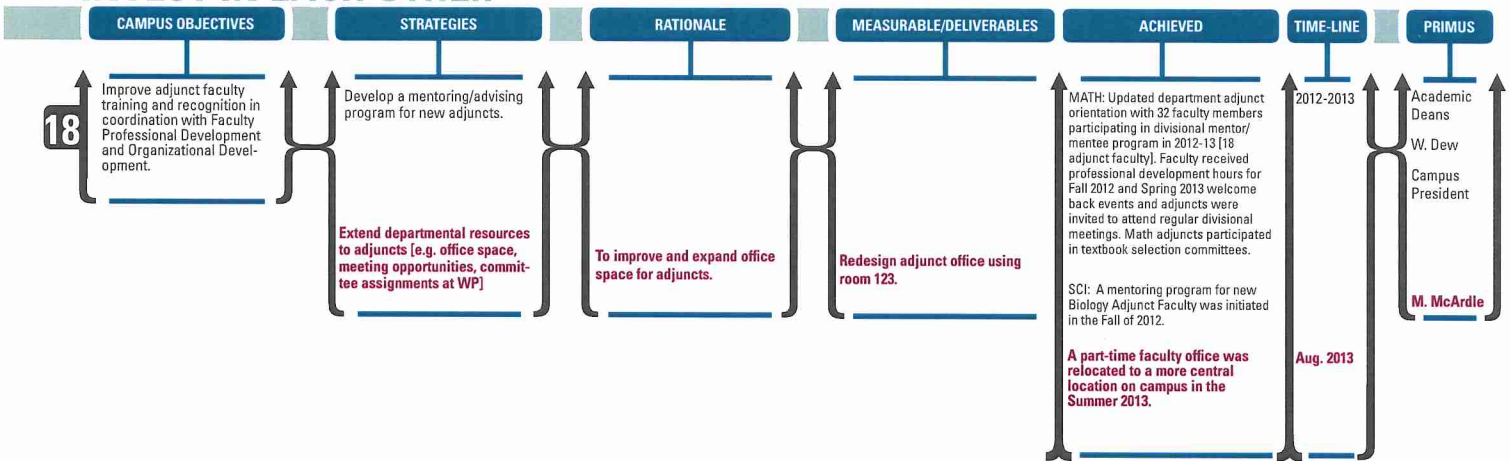 CAMPUS OBJECTIVES
STRATEGIES
RATIONALE
MEASURABLE/DELIVERABLES
ACHIEVED
TIME-LINE
PRIMUS
18
Improve adjunct faculty
training and recognition in
coordination with Faculty
Professional Development
and Organizational Devel-
opment.
Develop a mentoring/advising
program for new adjuncts.
Extend departmental resources
to adjuncts [e.g. office space,
meeting opportunities, commit-
tee assignments at WP]
To improve and expand office
space for adjuncts.
Redesign adjunct office using
room 123.
MATH: Updated department adjunct
orientation with 32 faculty members
participating in divisional mentor/
mentee program in 2012-13 [18
adjunct faculty]. Faculty received
professional development hours for
Fall 2012 and Spring 2013 welcome
back events and adjuncts were
invited to attend regular divisional
meetings. Math adjuncts participated
in textbook selection committees.
SCI: A mentoring program for new
Biology Adjunct Faculty was initiated
in the Fall of 2012.
A part-time faculty office was
relocated to a more central
location on campus in the
Summer 2013.
2012-2013
Aug. 2013
Academic
Deans
W. Dew
Campus
President
M. McArdle